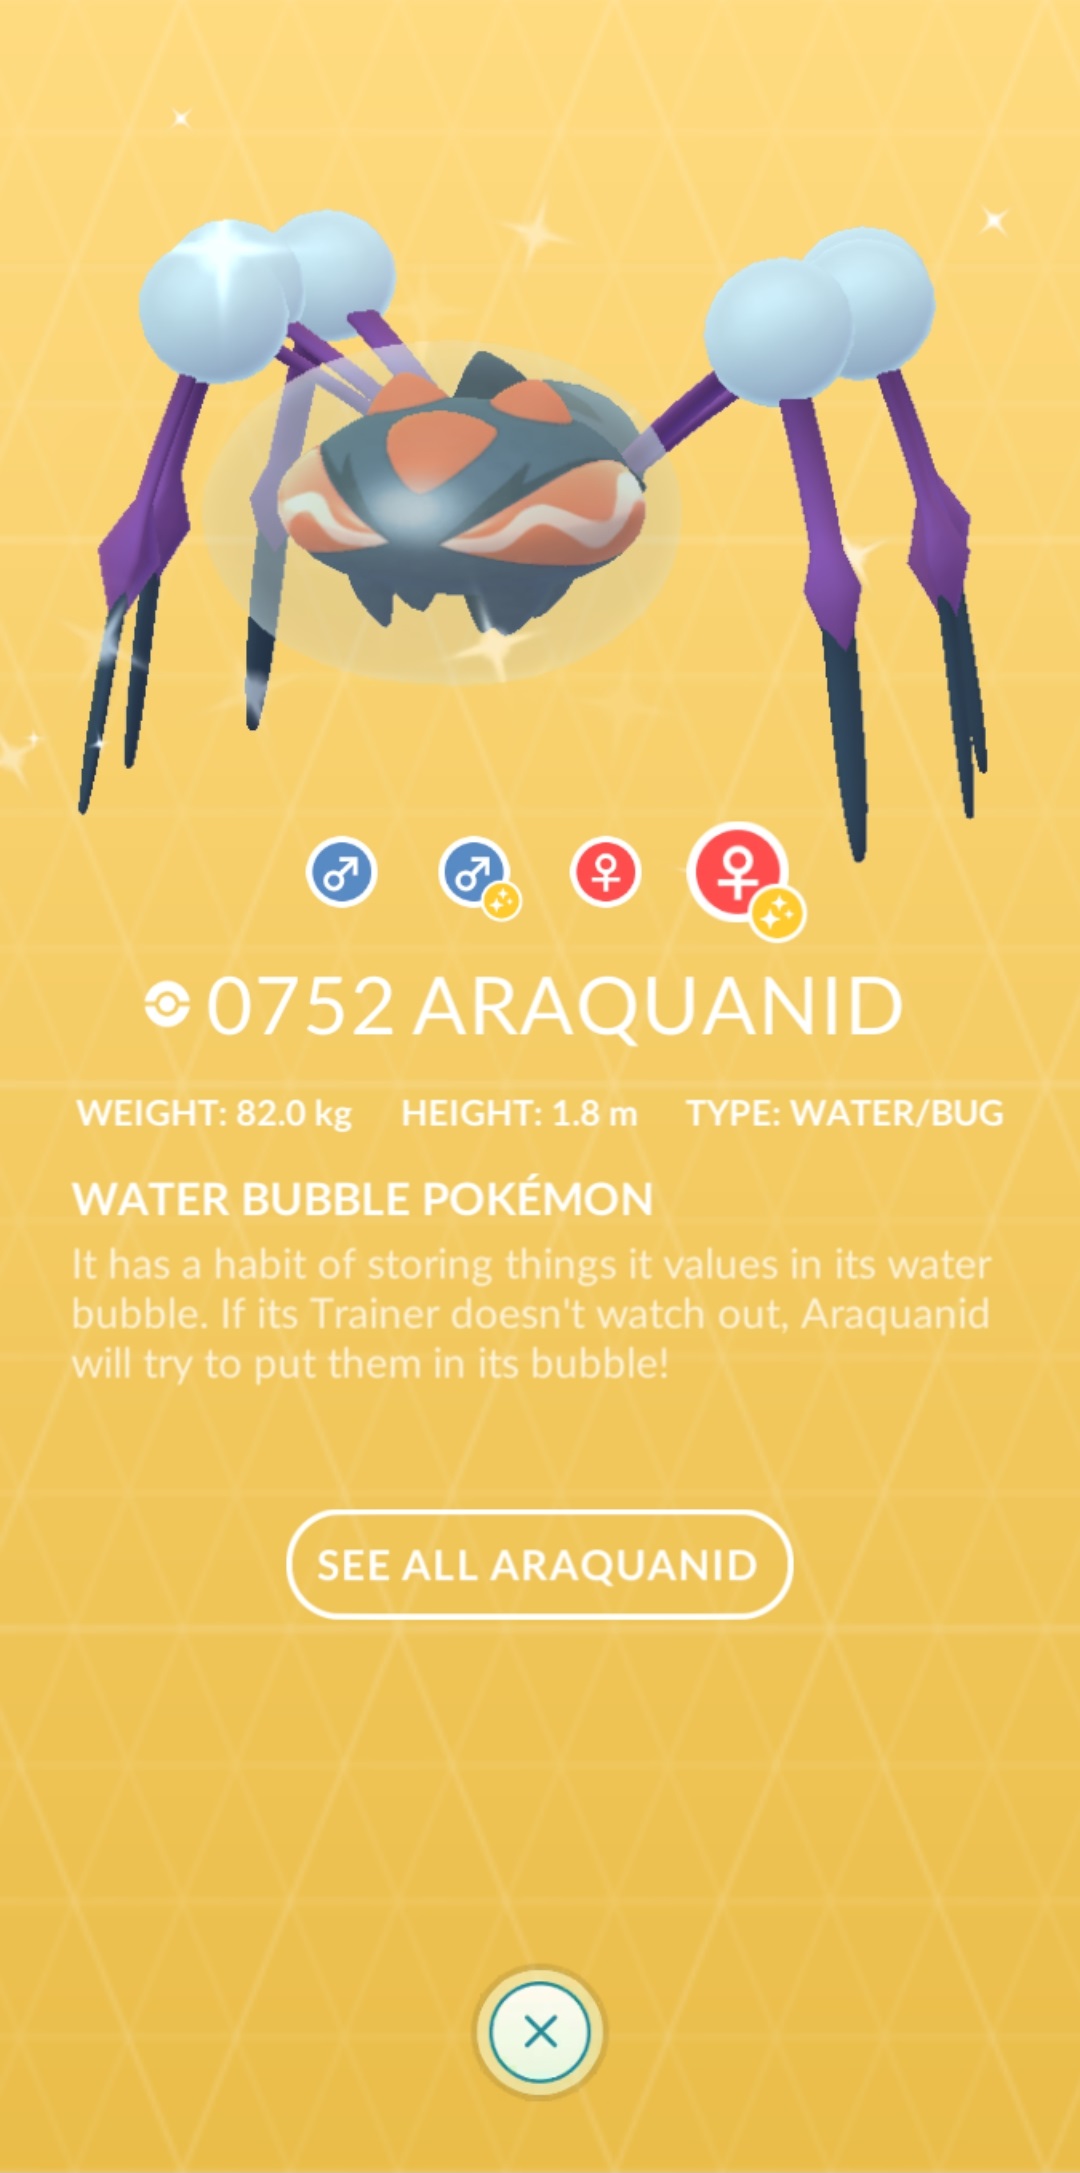 0752 ARAQUANID
WEIGHT: 82.0 kg HEIGHT: 1.8 m TYPE: WATER/BUG
WATER BUBBLE POKÉMON
It has a habit of storing things it values in its water
bubble. If its Trainer doesn't watch out, Araquanid
will try to put them in its bubble!
SEE ALL ARAQUANID